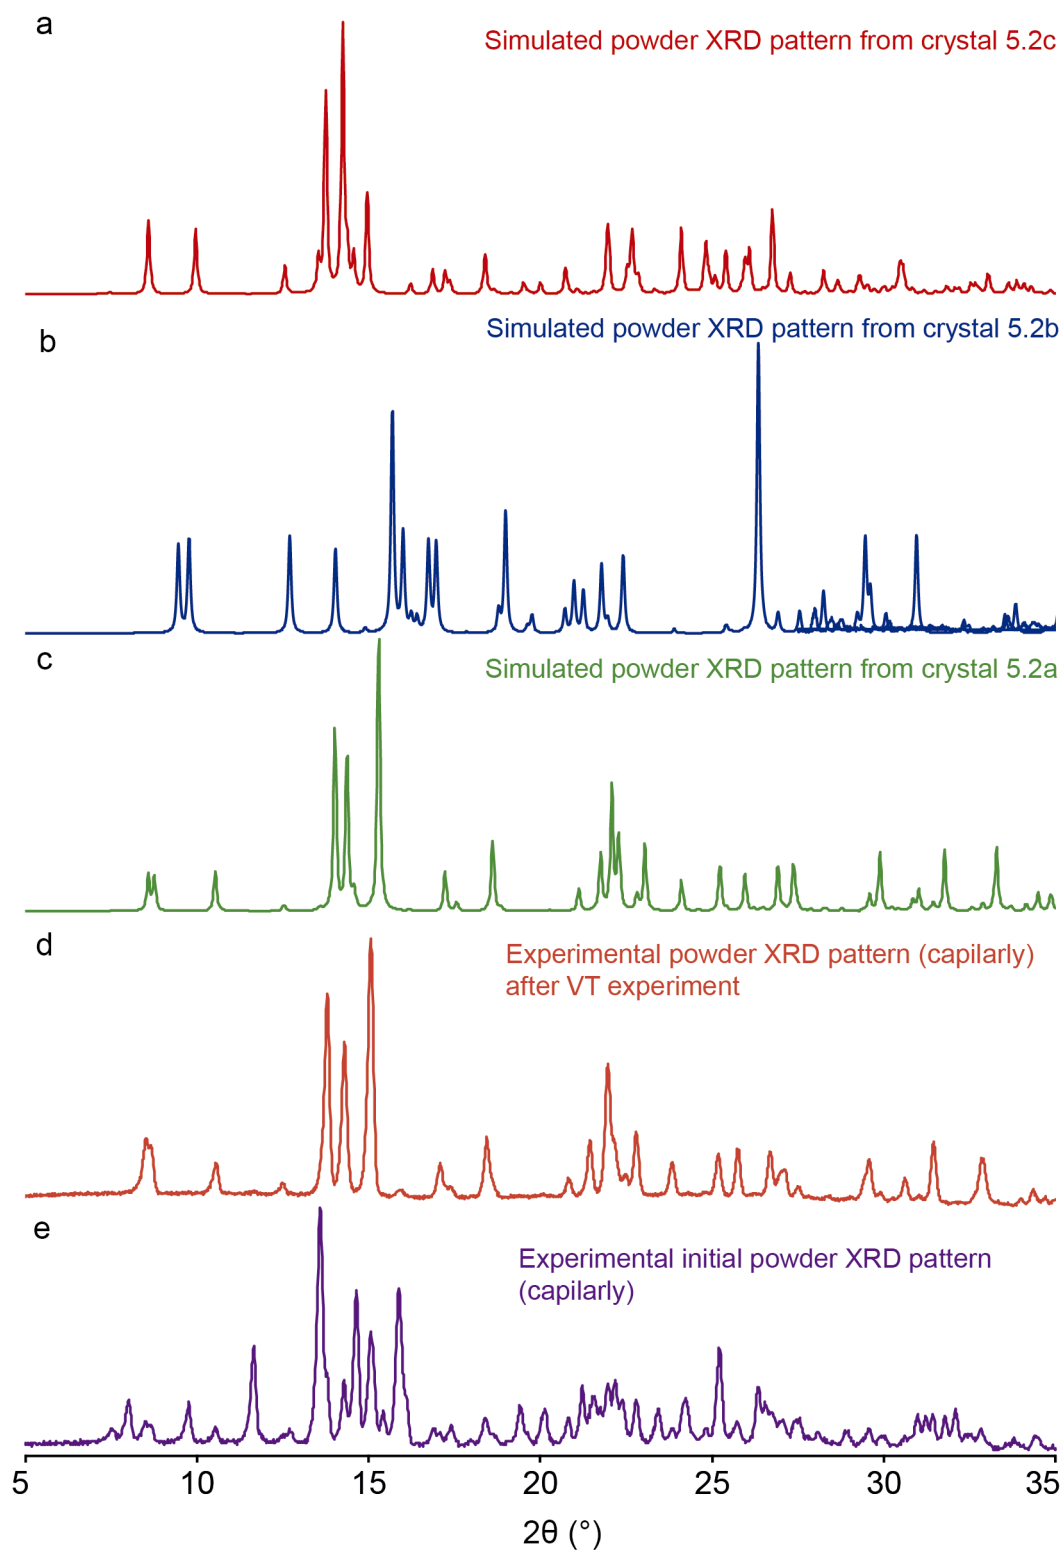 a
Simulated powder XRD pattern from crystal 5.2c
b
Simulated powder XRD pattern from crystal 5.2b
c
Simulated powder XRD pattern from crystal 5.2a
d
Experimental powder XRD pattern (capilarly)
after VT experiment
e
Experimental initial powder XRD pattern
(capilarly)
5 10 15 20 25 30 35
2θ (°)